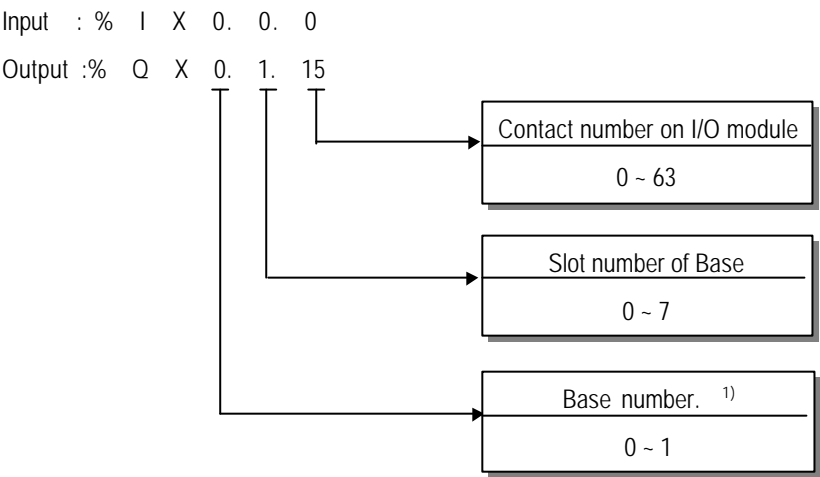 Input : % I X 0. 0. 0
Output :% Q X 0. 1. 15
Contact number on I/O module
0 ~ 63
Slot number of Base
0 ~ 7
Base number. 1)
0 ~ 1